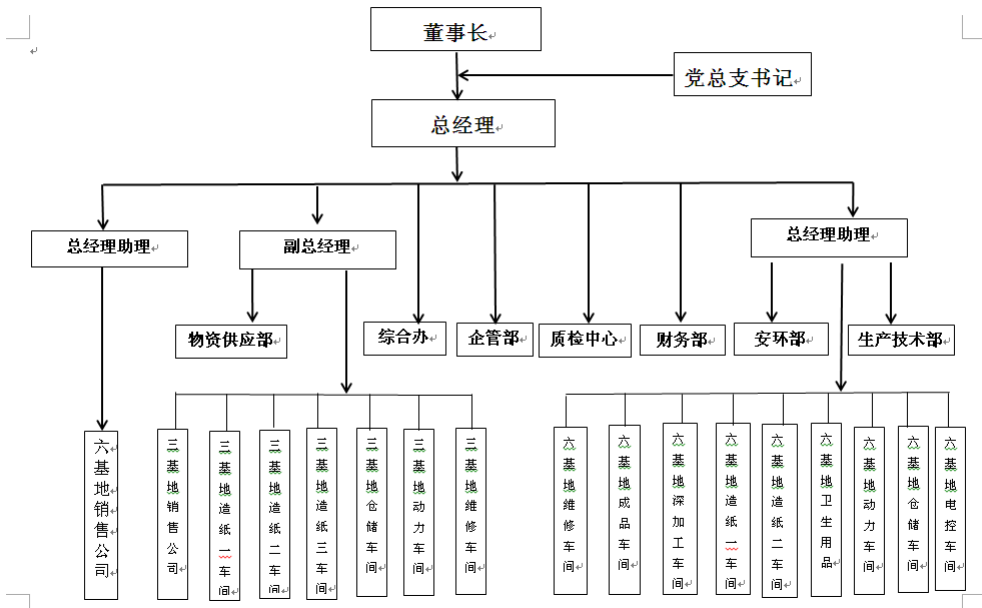 董事长
党总支书记
总经理
总经理助理
副总经理
总经理助理
物资供应部
综合办
企管部
质检中心
财务部
安环部
生产技术部
六基地销售公司
三基地销售公司
三基地造纸一车间
三基地造纸二车间
三基地造纸三车间
三基地仓储车间
三基地动力车间
三基地维修车间
六基地维修车间
六基地成品车间
六基地深加工车间
六基地造纸一车间
六基地造纸二车间
六基地卫生用品
六基地动力车间
六基地仓储车间
六基地电控车间